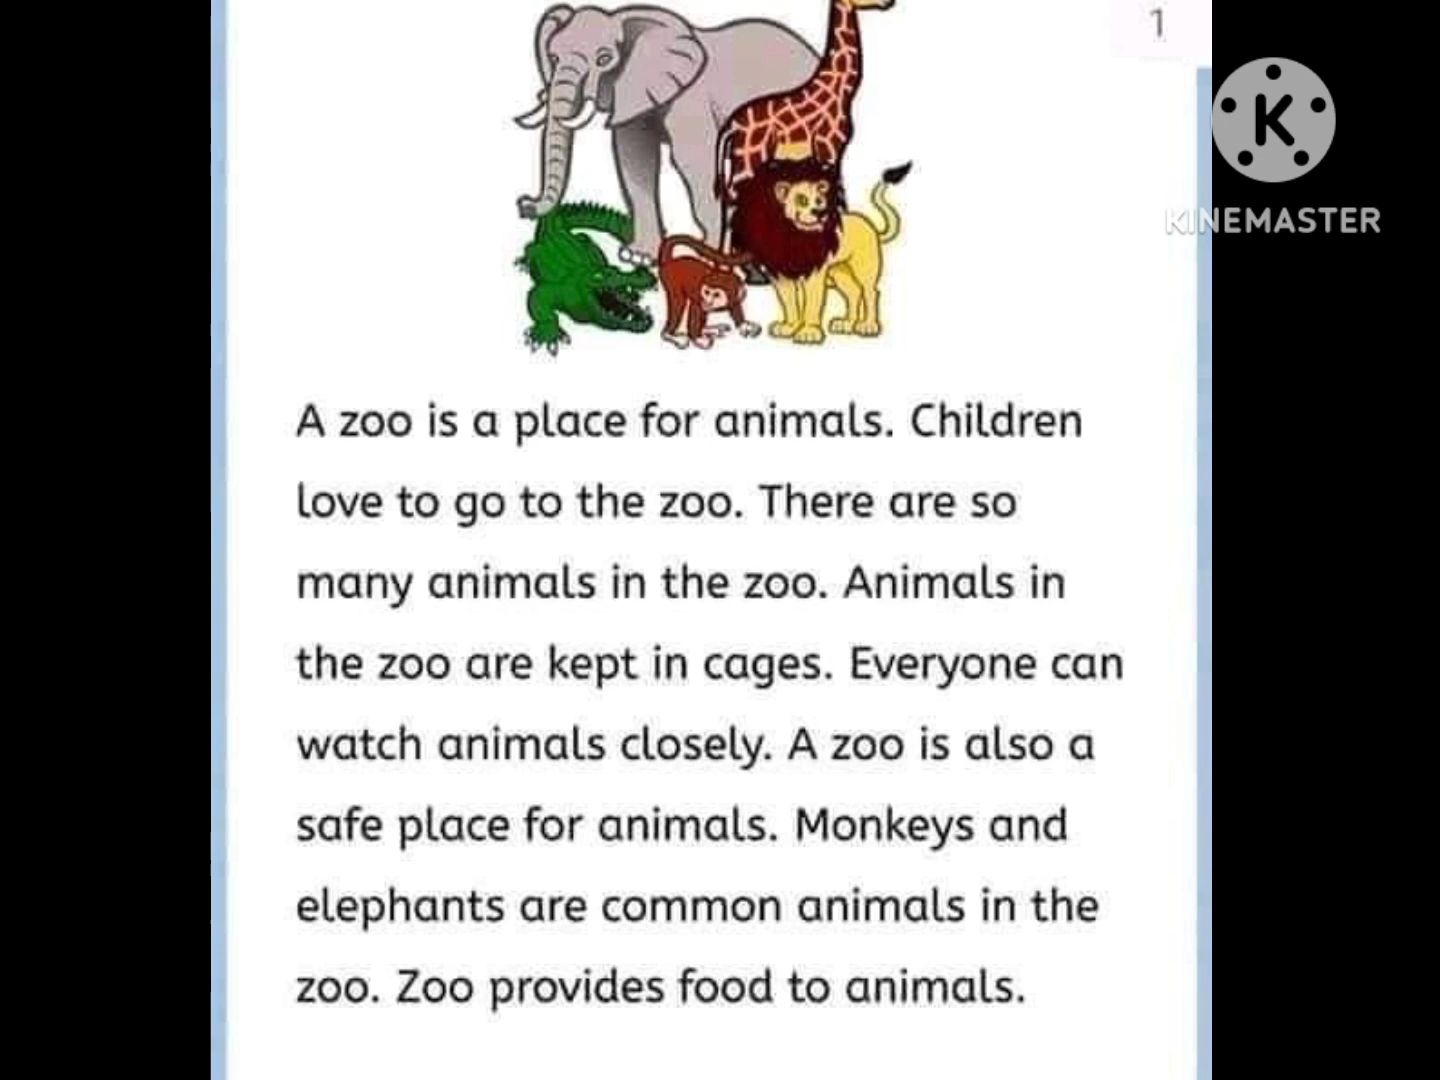 1
K
KINEMASTER
A zoo is a place for animals. Children
love to go to the zoo. There are so
many animals in the zoo. Animals in
the zoo are kept in cages. Everyone can
watch animals closely. A zoo is also a
safe place for animals. Monkeys and
elephants are common animals in the
zoo. Zoo provides food to animals.